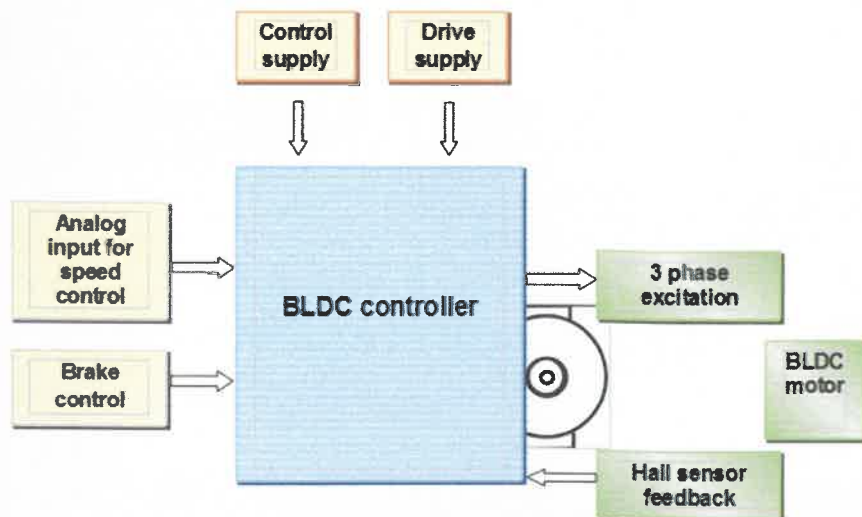 Control
supply
Drive
supply
Analog
input for
speed
control
BLDC controller
3 phase
excitation
Brake
control
BLDC
motor
Hall sensor
feedback